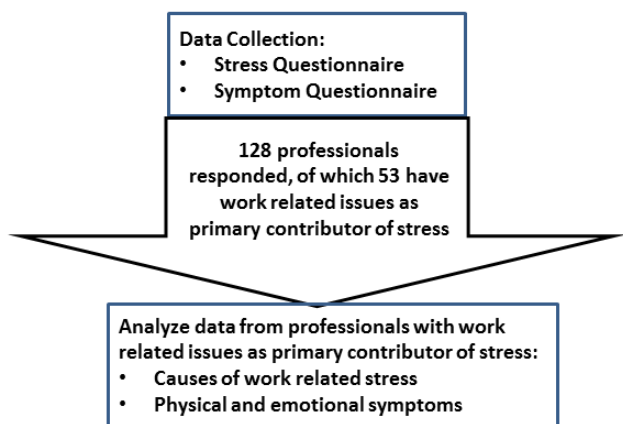 Data Collection:
• Stress Questionnaire
• Symptom Questionnaire
128 professionals
responded, of which 53 have
work related issues as
primary contributor of stress
Analyze data from professionals with work
related issues as primary contributor of stress:
• Causes of work related stress
• Physical and emotional symptoms